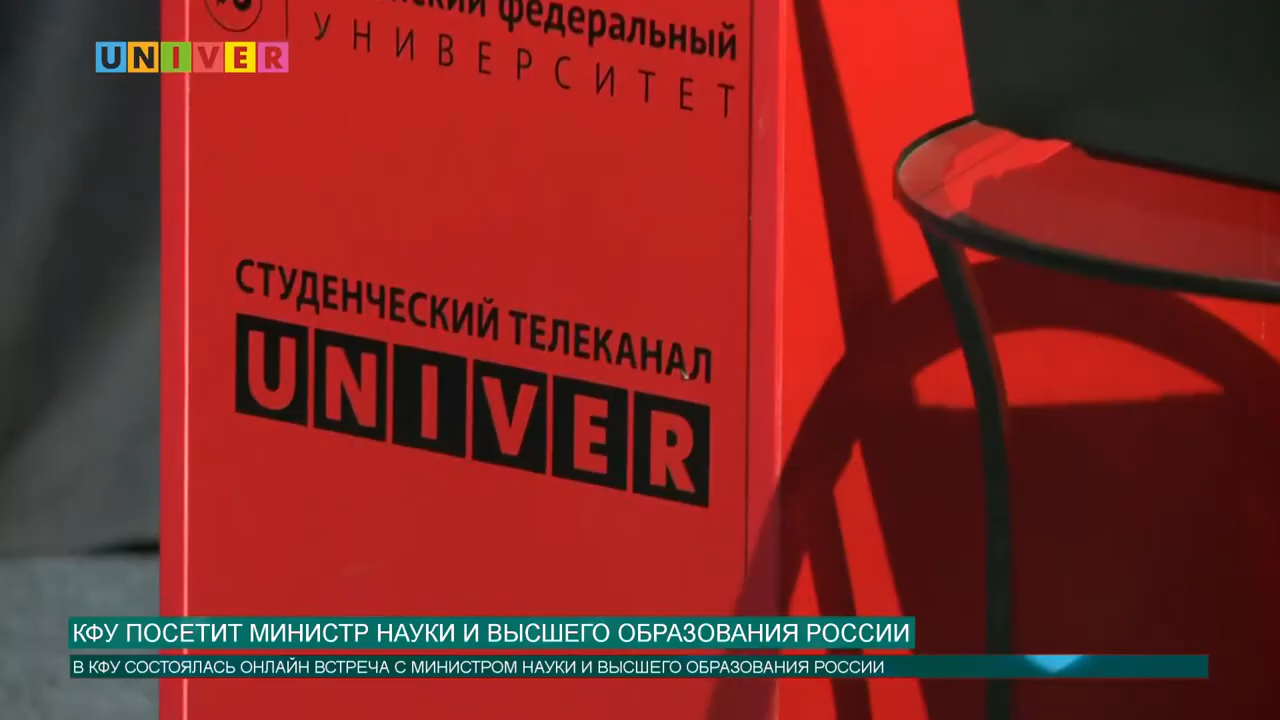 федеральный
УНИВЕРСИТЕТ
UNIVER
СТУДЕНЧЕСКИЙ ТЕЛЕКАНАЛ
UNIVER
КФУ ПОСЕТИТ МИНИСТР НАУКИ И ВЫСШЕГО ОБРАЗОВАНИЯ РОССИИ
В КФУ СОСТОЯЛАСЬ ОНЛАЙН ВСТРЕЧА С МИНИСТРОМ НАУКИ И ВЫСШЕГО ОБРАЗОВАНИЯ РОССИИ